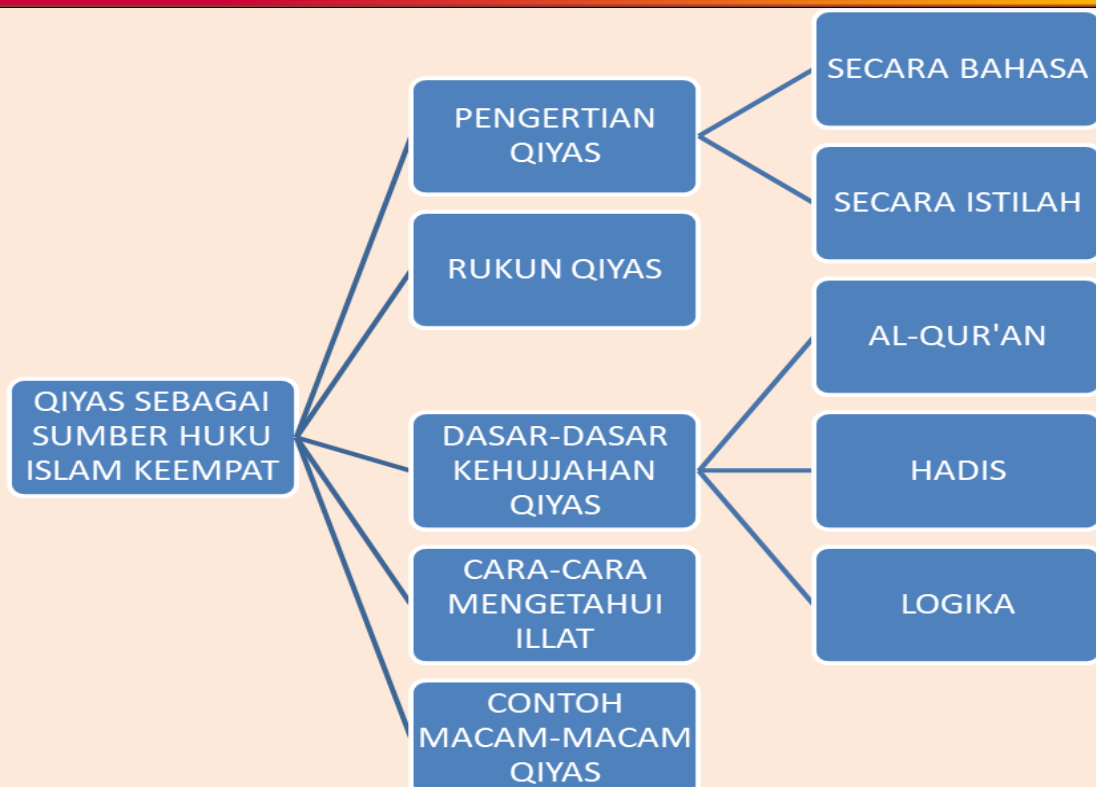 QIYAS SEBAGAI
SUMBER HUKU
ISLAM KEEMPAT
PENGERTIAN
QIYAS
SECARA BAHASA
SECARA ISTILAH
RUKUN QIYAS
DASAR-DASAR
KEHUJJAHAN
QIYAS
AL-QUR'AN
HADIS
LOGIKA
CARA-CARA
MENGETAHUI
ILLAT
CONTOH
MACAM-MACAM
QIYAS